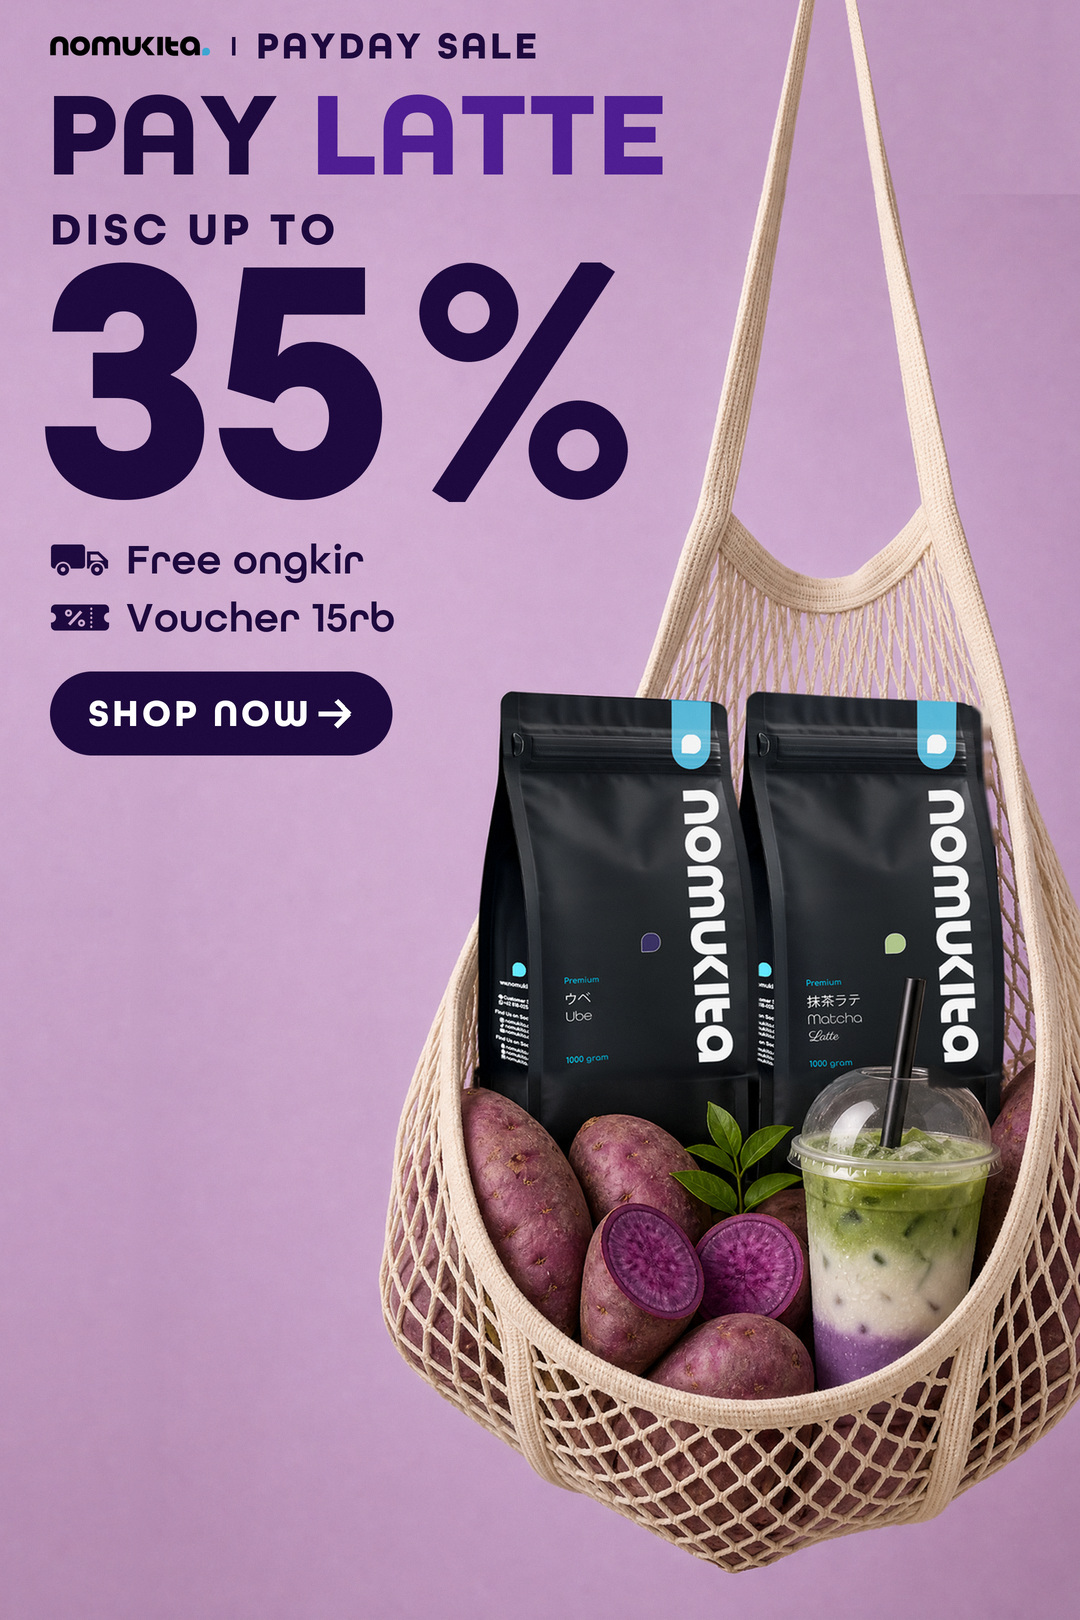 nomukita. | PAYDAY SALE
PAY LATTE
DISC UP TO
35%
Free ongkir
Voucher 15rb
SHOP NOW→
nomukita
Premium
ウベ
Ube
1000 gram
nomukita
Premium
抹茶ラテ
Matcha
Latte
1000 gram